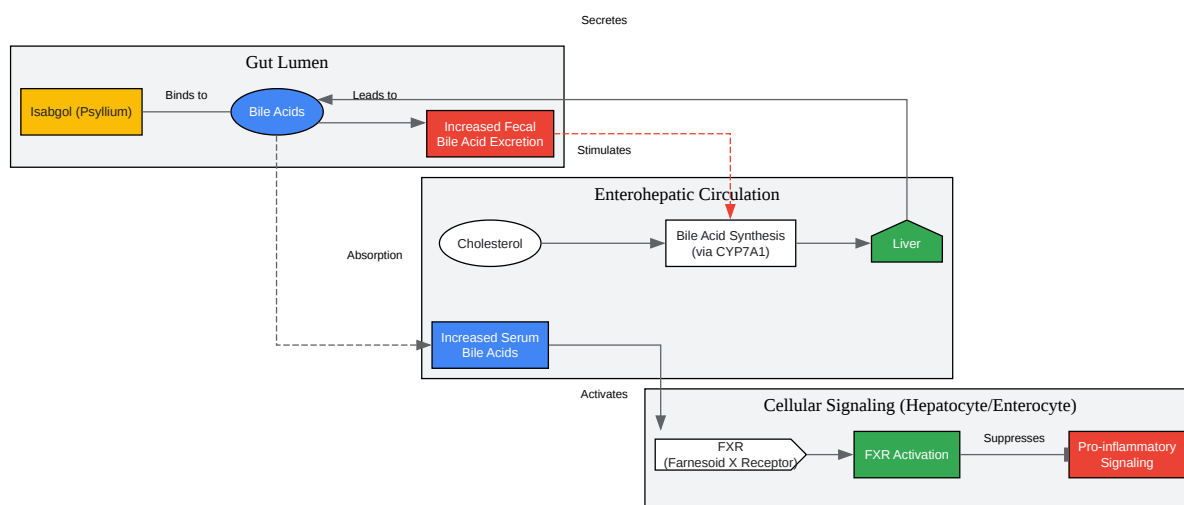 Secretes
Gut Lumen
Isabgol (Psyllium)
Binds to
Bile Acids
Leads to
Increased Fecal
Bile Acid Excretion
Stimulates
Enterohepatic Circulation
Cholesterol
Bile Acid Synthesis
(via CYP7A1)
Liver
Absorption
Increased Serum
Bile Acids
Activates
Cellular Signaling (Hepatocyte/Enterocyte)
FXR
(Farnesoid X Receptor)
FXR Activation
Suppresses
Pro-inflammatory
Signaling